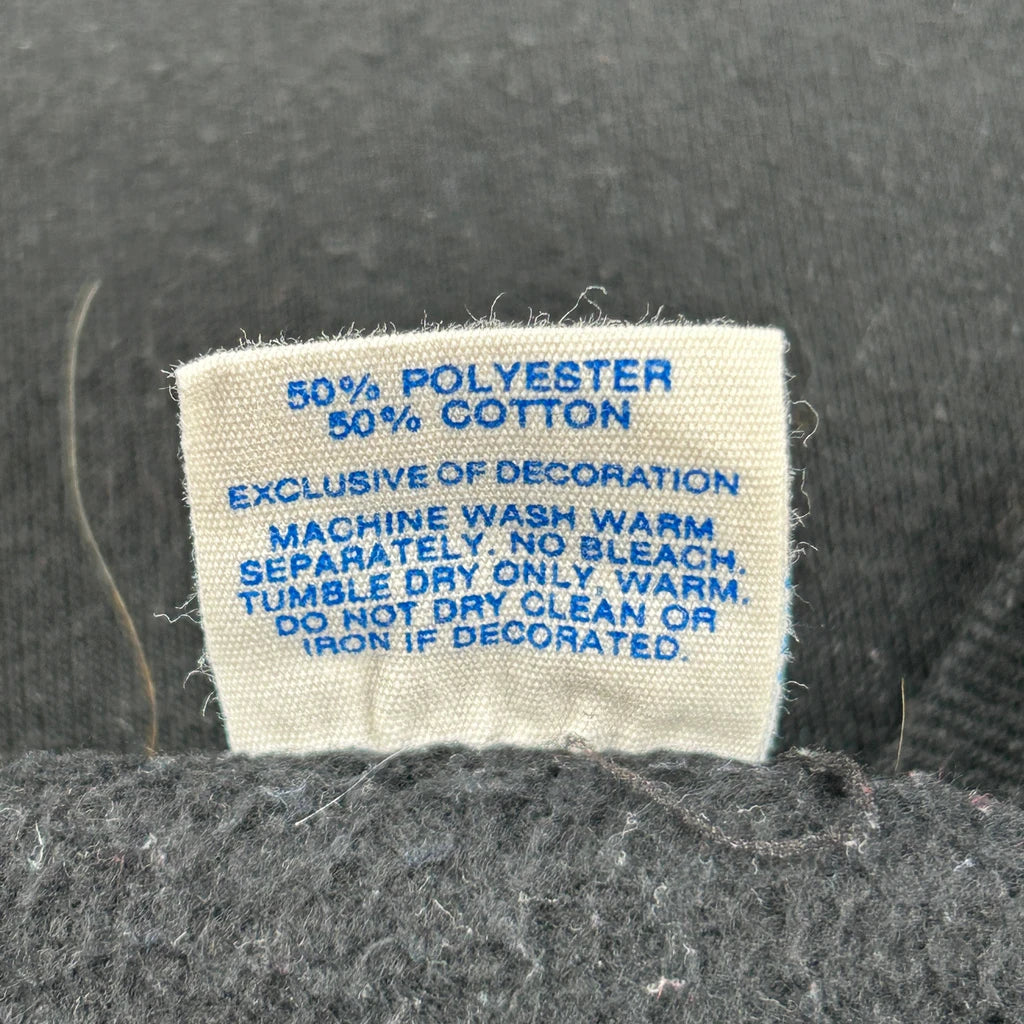 50% POLYESTER
50% COTTON
EXCLUSIVE OF DECORATION
MACHINE WASH WARM
SEPARATELY. NO BLEACH.
TUMBLE DRY ONLY, WARM.
DO NOT DRY CLEAN OR
IRON IF DECORATED.